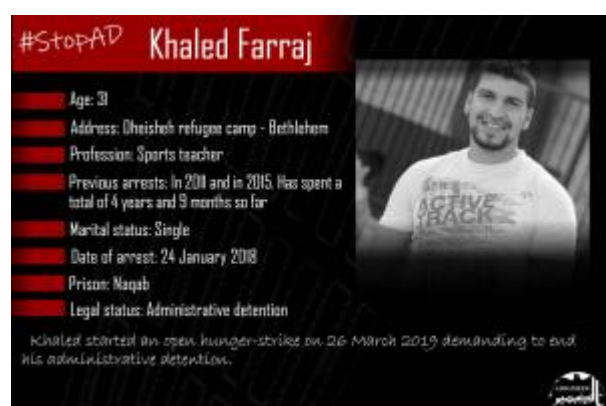 #StopAD
Khaled Farraj
Age: 31
Address: Dheisheh refugee camp - Bethlehem
Profession: Sports teacher
Previous arrests: In 2011 and in 2015. Has spent a
total of 4 years and 9 months so far
Marital status: Single
Date of arrest: 24 January 2018
Prison: Naqab
Legal status: Administrative detention
ACTIVE
TRACK
Khaled started an open hunger-strike on 26 March 2019 demanding to end
his administrative detention.